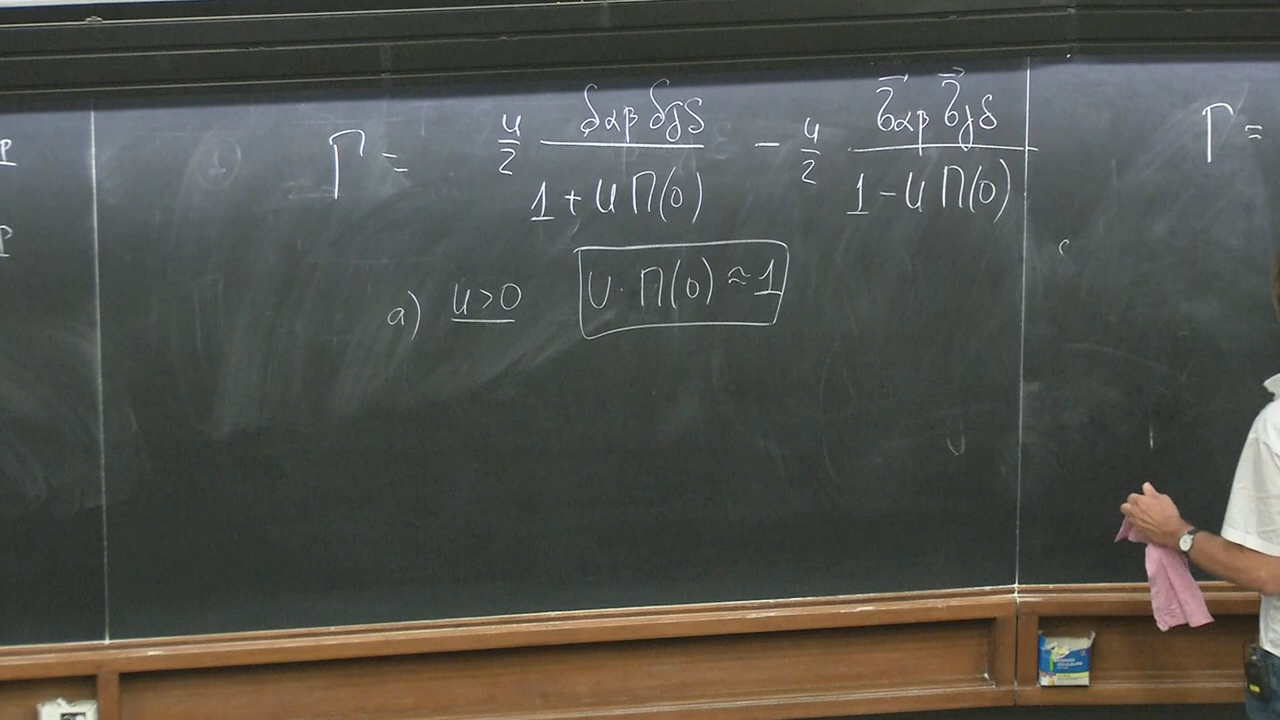 Γ = u/2 δαβ δγδ / (1 + U Π(0)) − u/2 σ⃗αβ σ⃗γδ / (1 − U Π(0))
a) u>0 U · Π(0) ≈ 1
Γ =